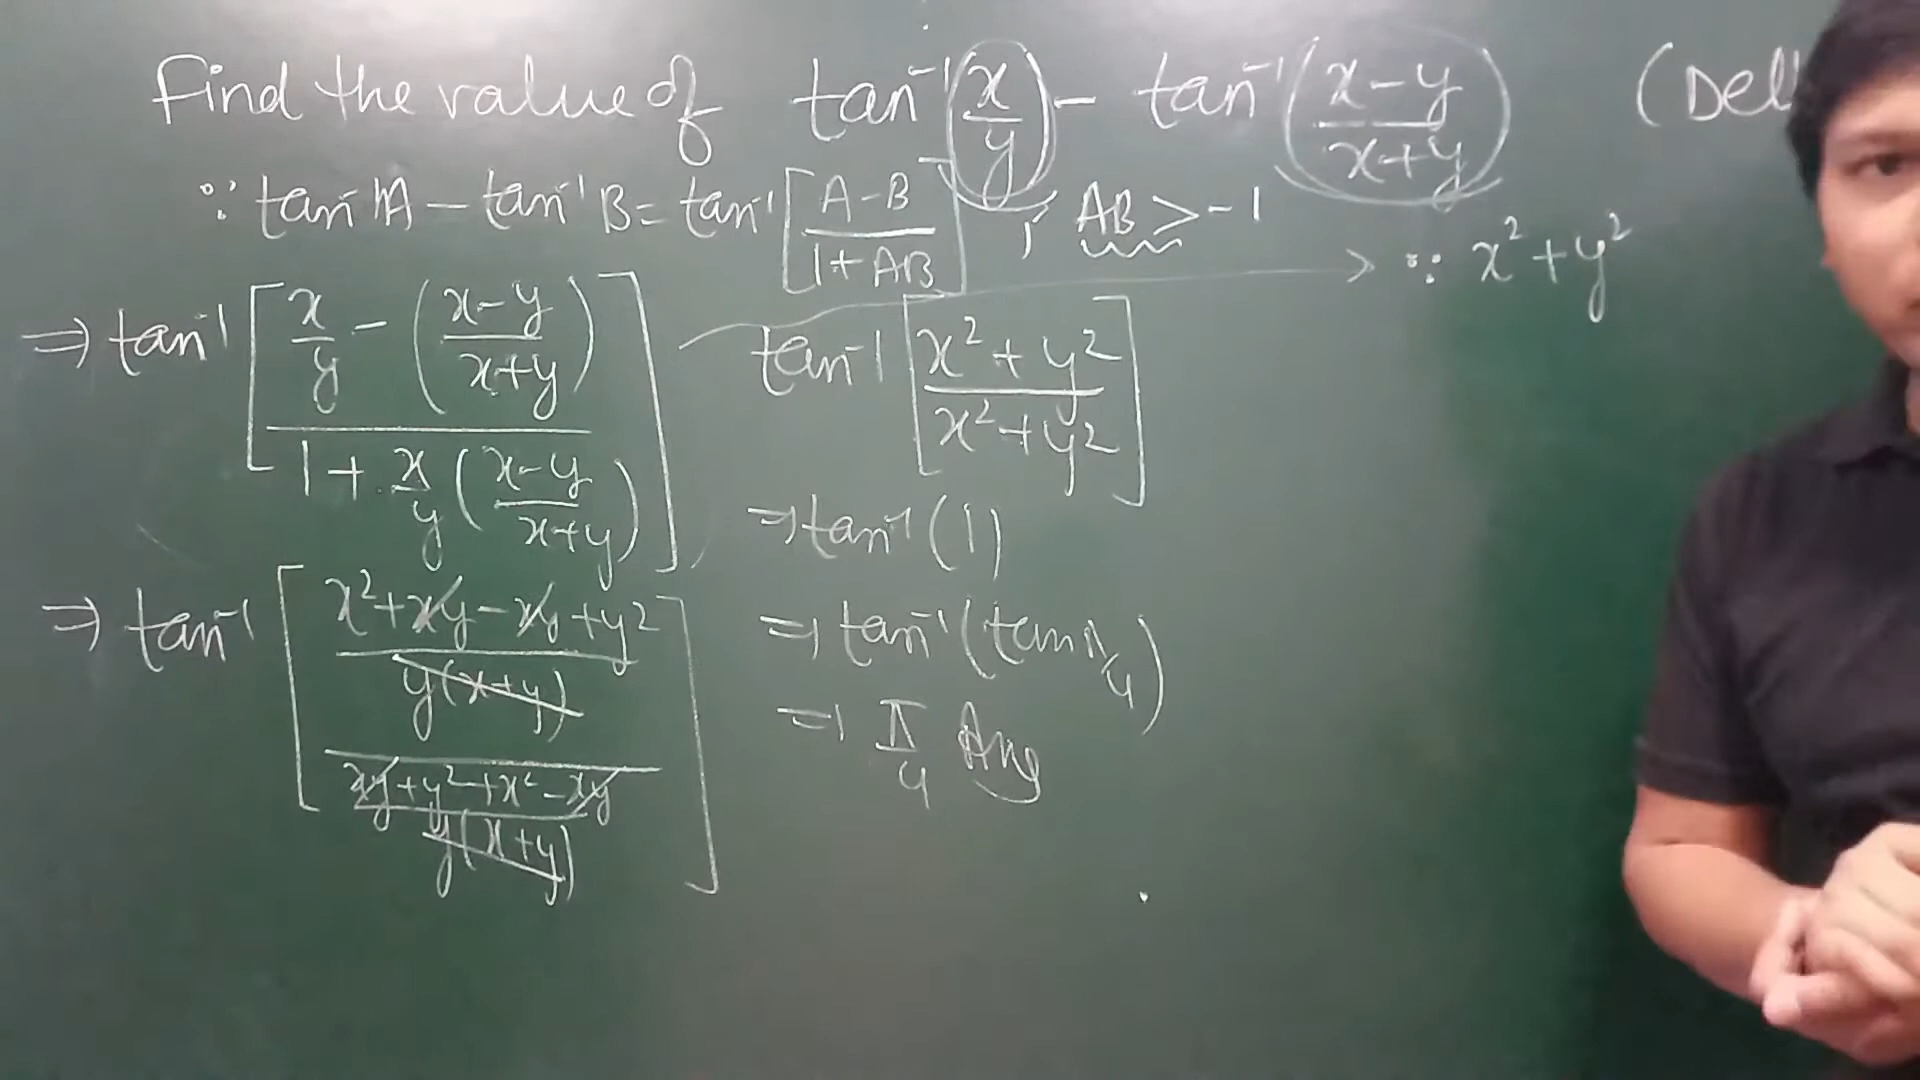 Find the value of tan⁻¹(x/y) - tan⁻¹((x-y)/(x+y)) (Del
∵ tan⁻¹A - tan⁻¹B = tan⁻¹[(A-B)/(1+AB)] ; AB > -1
⇒ tan⁻¹[(x/y - ((x-y)/(x+y)))/(1 + x/y((x-y)/(x+y)))]
⇒ tan⁻¹[((x²+xy-xy+y²)/(y(x+y)))/((xy+y²+x²-xy)/(y(x+y)))]
→ ∵ x²+y²
tan⁻¹[(x²+y²)/(x²+y²)]
⇒ tan⁻¹(1)
⇒ tan⁻¹(tan π/4)
⇒ π/4 Ans